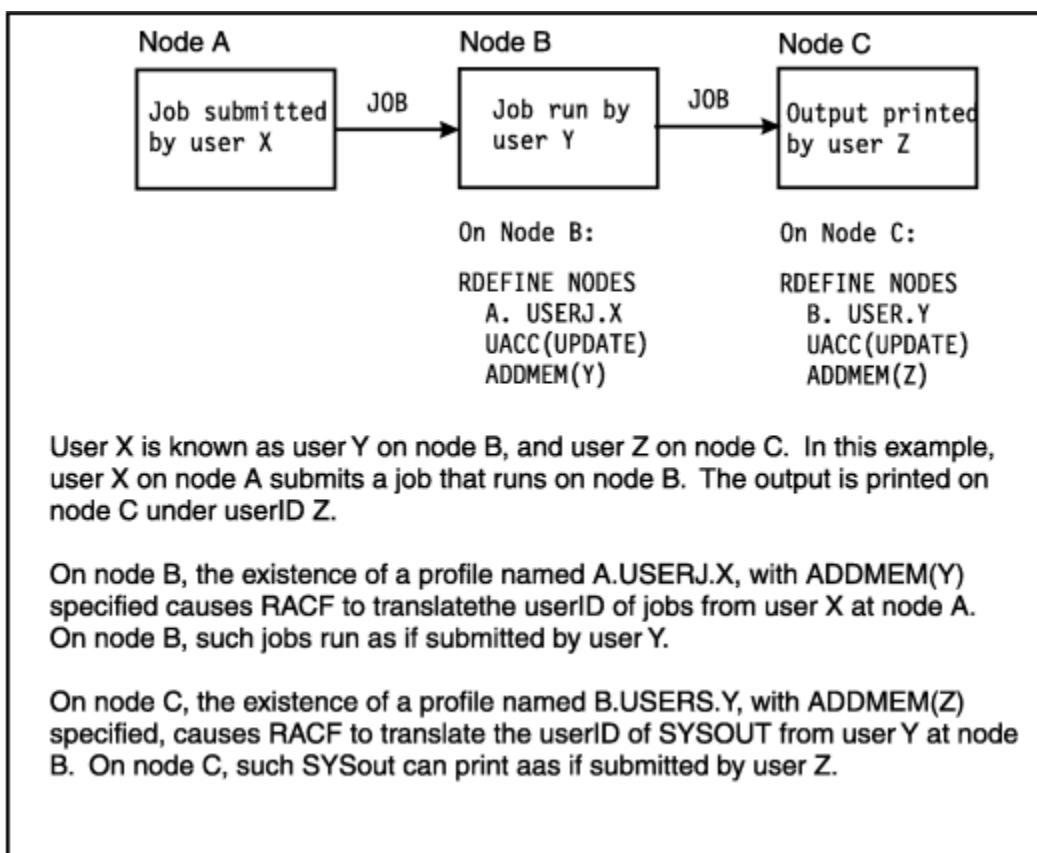 Node A
Node B
Node C
Job submitted
by user X
JOB
Job run by
user Y
JOB
Output printed
by user Z
On Node B:
RDEFINE NODES
A. USERJ.X
UACC(UPDATE)
ADDMEM(Y)
On Node C:
RDEFINE NODES
B. USER.Y
UACC(UPDATE)
ADDMEM(Z)
User X is known as user Y on node B, and user Z on node C. In this example,
user X on node A submits a job that runs on node B. The output is printed on
node C under userID Z.
On node B, the existence of a profile named A.USERJ.X, with ADDMEM(Y)
specified causes RACF to translatethe userID of jobs from user X at node A.
On node B, such jobs run as if submitted by user Y.
On node C, the existence of a profile named B.USERS.Y, with ADDMEM(Z)
specified, causes RACF to translate the userID of SYSOUT from user Y at node
B. On node C, such SYSout can print aas if submitted by user Z.